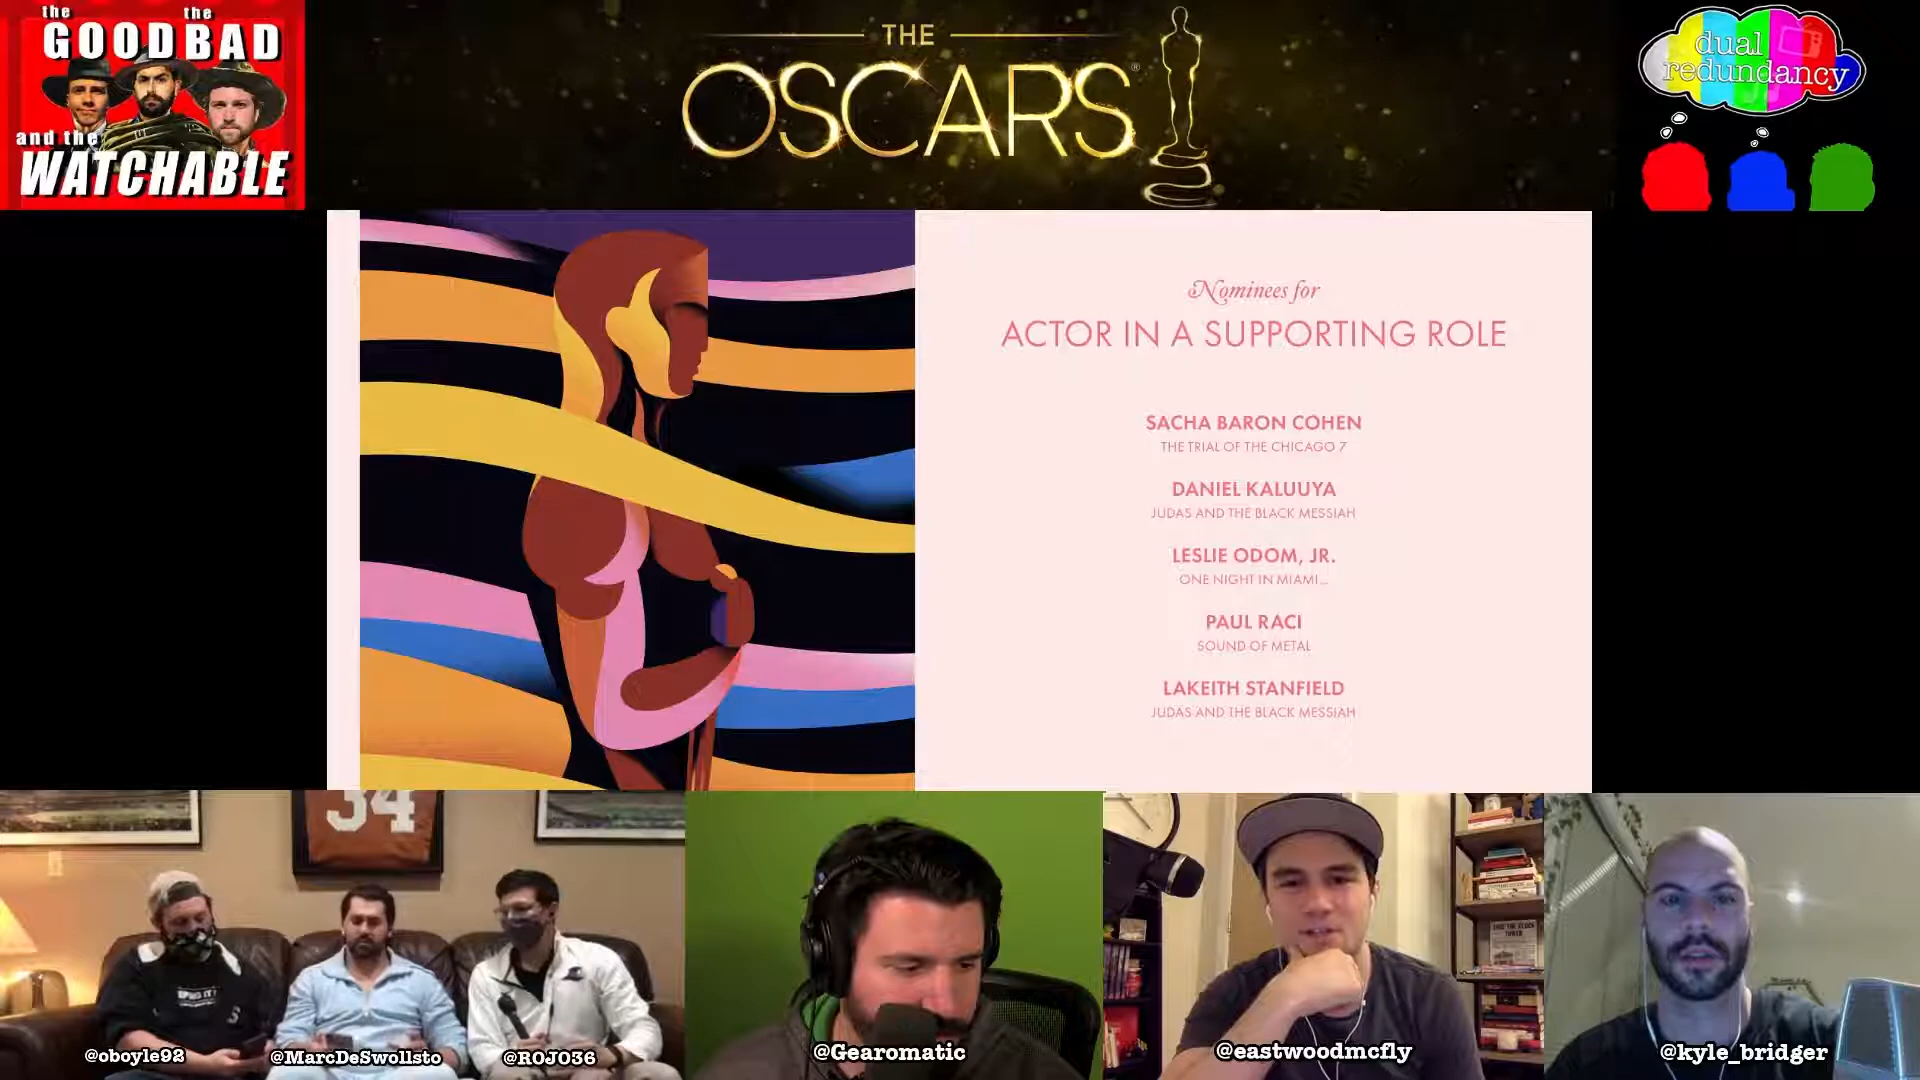 the the
GOOD BAD
and the
WATCHABLE
THE
OSCARS
®
dual
redundancy
Nominees for
ACTOR IN A SUPPORTING ROLE
SACHA BARON COHEN
THE TRIAL OF THE CHICAGO 7
DANIEL KALUUYA
JUDAS AND THE BLACK MESSIAH
LESLIE ODOM, JR.
ONE NIGHT IN MIAMI...
PAUL RACI
SOUND OF METAL
LAKEITH STANFIELD
JUDAS AND THE BLACK MESSIAH
34
@oboyle92
@MarcDeSwollsto
@ROJO36
@Gearomatic
@eastwoodmcfly
@kyle_bridger